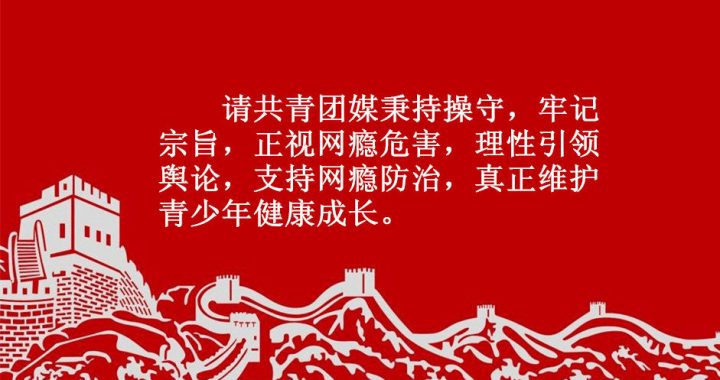 请共青团媒秉持操守，牢记
宗旨，正视网瘾危害，理性引领
舆论，支持网瘾防治，真正维护
青少年健康成长。